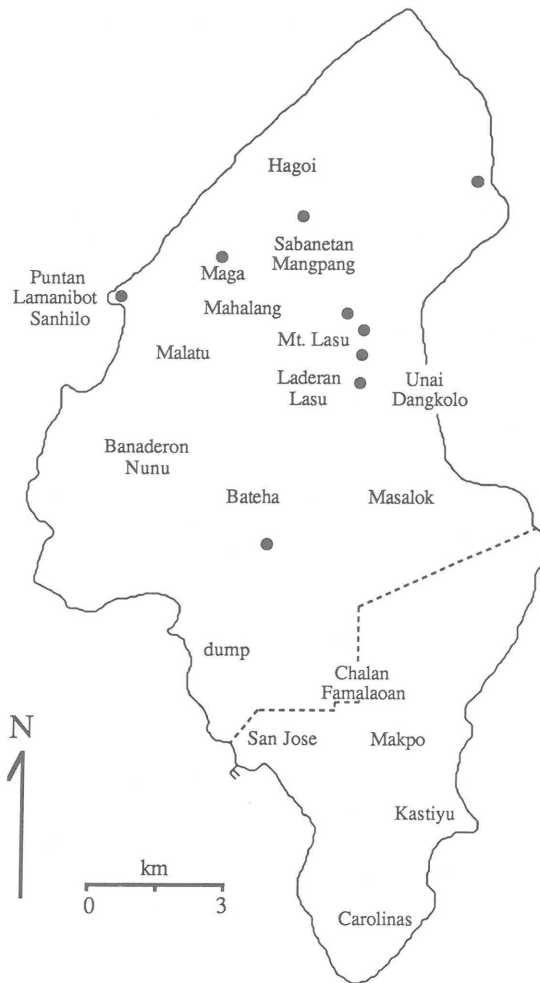 Hagoi
Sabanetan
Mangpang
Maga
Puntan
Lamanibot
Sanhilo
Mahalang
Mt. Lasu
Malatu
Laderan
Lasu
Unai
Dangkolo
Banaderon
Nunu
Bateha
Masalok
dump
Chalan
Famalaoan
N
San Jose
Makpo
Kastiyu
km
0 3
Carolinas